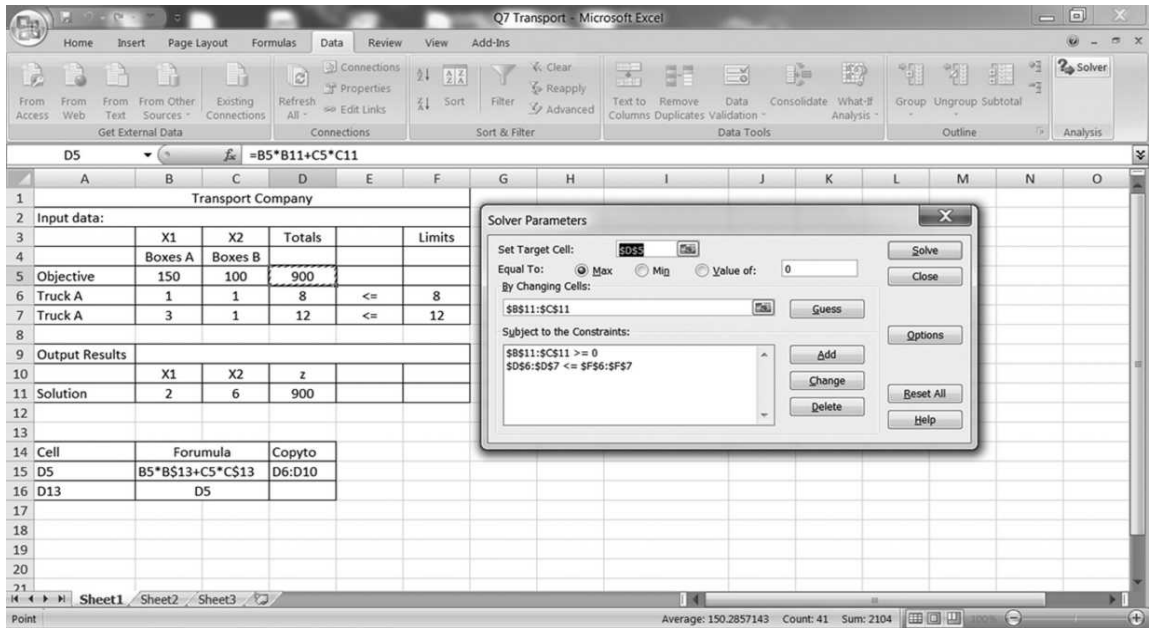 Q7 Transport - Microsoft Excel
Home Insert Page Layout Formulas Data Review View Add-Ins
From Access
From Web
From Text
From Other Sources
Existing Connections
Get External Data
Refresh All
Connections
Properties
Edit Links
Connections
Sort
Filter
Clear
Reapply
Advanced
Sort & Filter
Text to Columns
Remove Duplicates
Data Validation
Consolidate
What-If Analysis
Data Tools
Group
Ungroup
Subtotal
Outline
Solver
Analysis
D5 fx =B5*B11+C5*C11
A B C D E F G H I J K L M N O
1 Transport Company
2 Input data:
3 X1 X2 Totals Limits
4 Boxes A Boxes B
5 Objective 150 100 900
6 Truck A 1 1 8 <= 8
7 Truck A 3 1 12 <= 12
8
9 Output Results
10 X1 X2 z
11 Solution 2 6 900
12
13
14 Cell Forumula Copyto
15 D5 B5*B$13+C5*C$13 D6:D10
16 D13 D5
17
18
19
20
21
Solver Parameters
Set Target Cell: $D$5
Equal To: Max Min Value of: 0
By Changing Cells:
$B$11:$C$11
Guess
Subject to the Constraints:
$B$11:$C$11 >= 0
$D$6:$D$7 <= $F$6:$F$7
Add
Change
Delete
Solve
Close
Options
Reset All
Help
Sheet1 Sheet2 Sheet3
Point Average: 150.2857143 Count: 41 Sum: 2104 100%